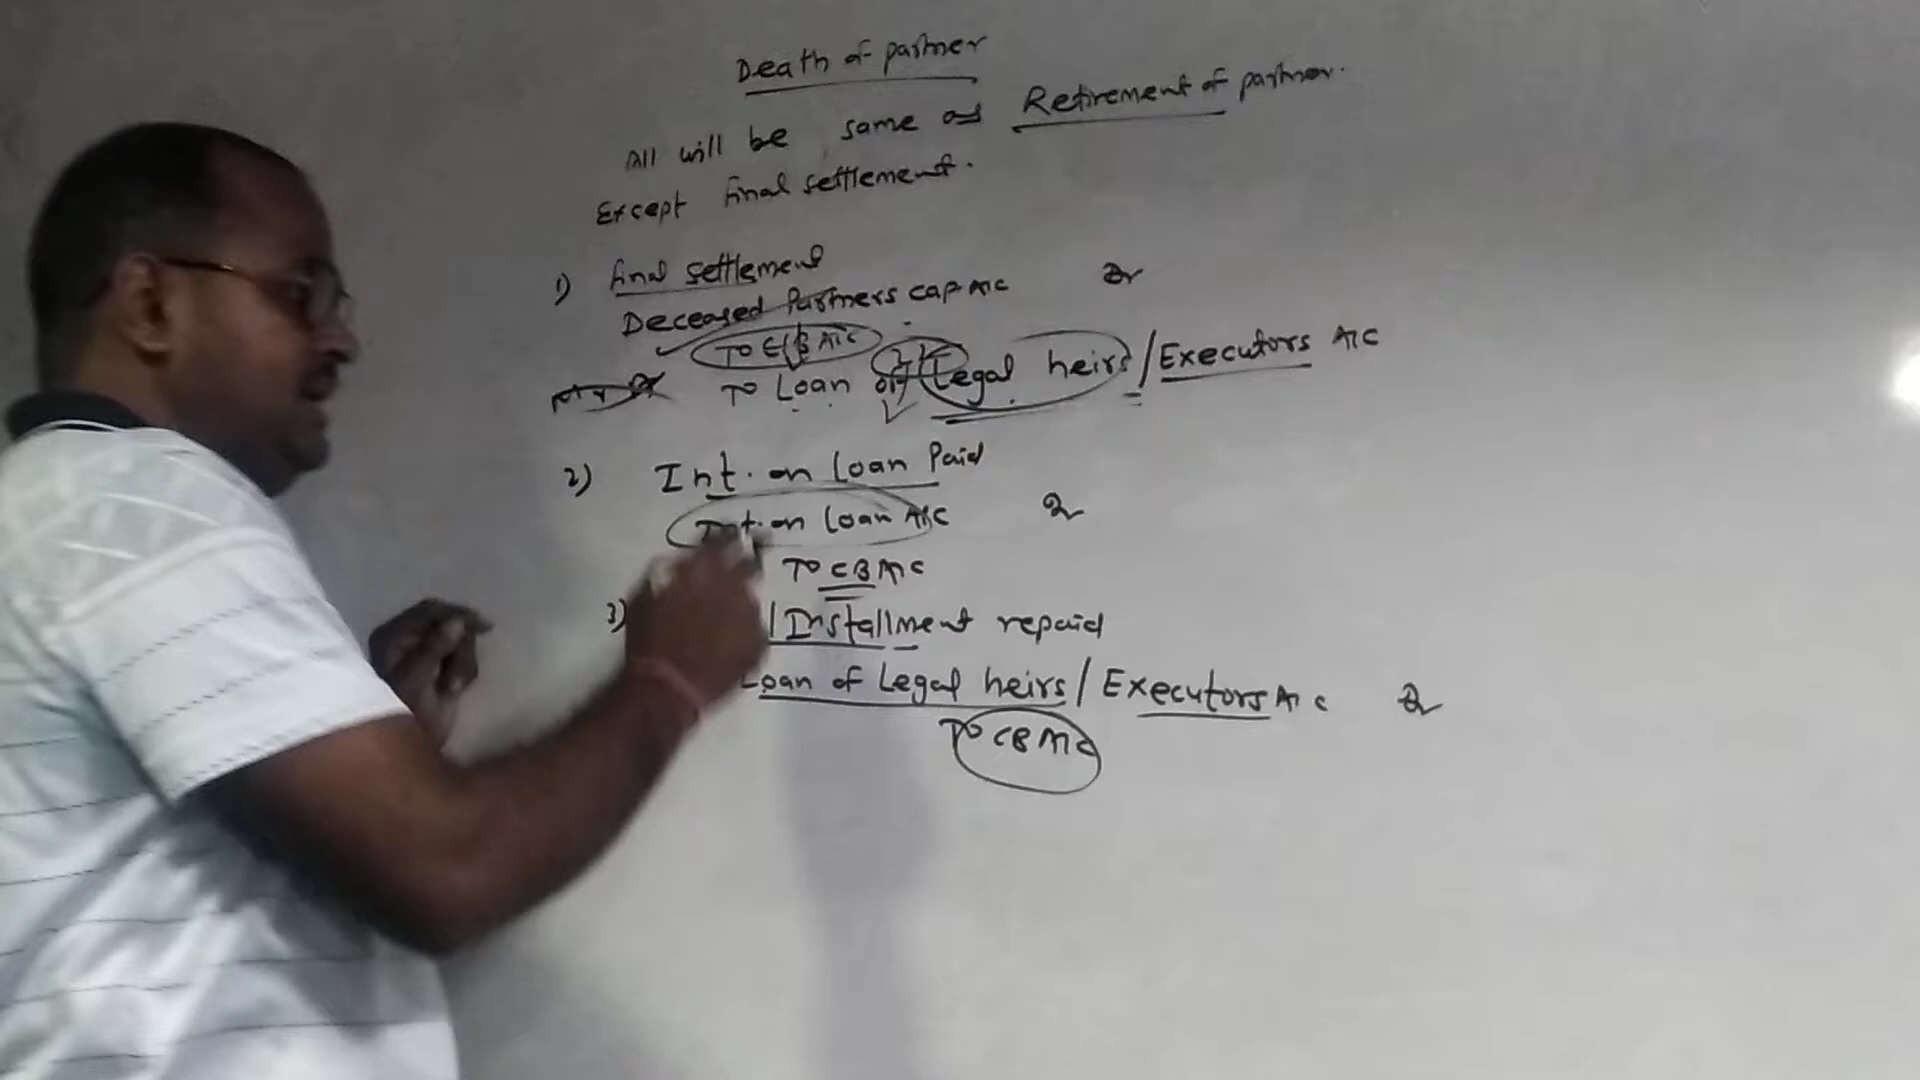 Death of partner
All will be same as Retirement of partner.
Except final settlement.
1) final settlement
Deceased Partners cap A/c Dr
To C/B A/c
To Loan of Legal heirs / Executors A/c
2) Int. on Loan Paid
Int. on Loan A/c Dr
To CB A/c
3) / Installment repaid
Loan of Legal heirs / Executors A/c Dr
To CB A/c